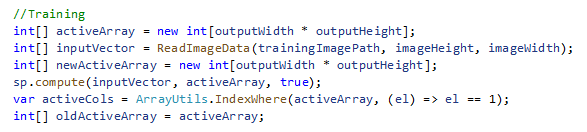 //Training
int[] activeArray = new int[outputWidth * outputHeight];
int[] inputVector = ReadImageData(trainingImagePath, imageHeight, imageWidth);
int[] newActiveArray = new int[outputWidth * outputHeight];
sp.compute(inputVector, activeArray, true);
var activeCols = ArrayUtils.IndexWhere(activeArray, (el) => el == 1);
int[] oldActiveArray = activeArray;